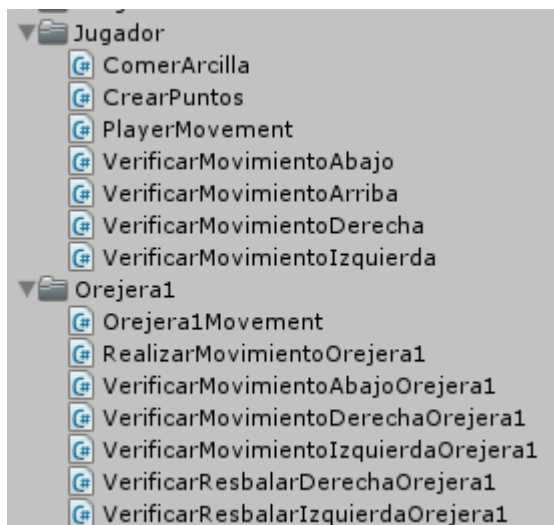 Jugador
C# ComerArcilla
C# CrearPuntos
C# PlayerMovement
C# VerificarMovimientoAbajo
C# VerificarMovimientoArriba
C# VerificarMovimientoDerecha
C# VerificarMovimientoIzquierda
Orejera1
C# Orejera1Movement
C# RealizarMovimientoOrejera1
C# VerificarMovimientoAbajoOrejera1
C# VerificarMovimientoDerechaOrejera1
C# VerificarMovimientoIzquierdaOrejera1
C# VerificarResbalarDerechaOrejera1
C# VerificarResbalarIzquierdaOrejera1